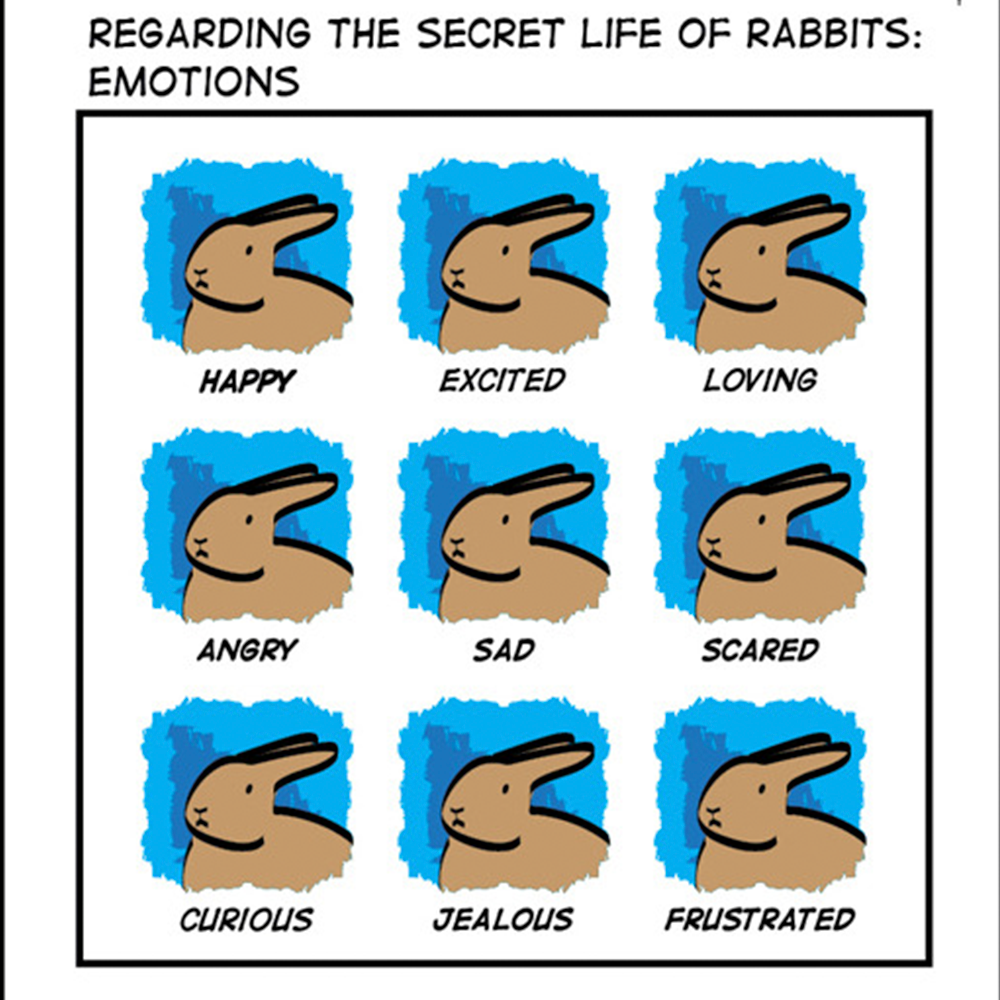 REGARDING THE SECRET LIFE OF RABBITS:
EMOTIONS
HAPPY
EXCITED
LOVING
ANGRY
SAD
SCARED
CURIOUS
JEALOUS
FRUSTRATED